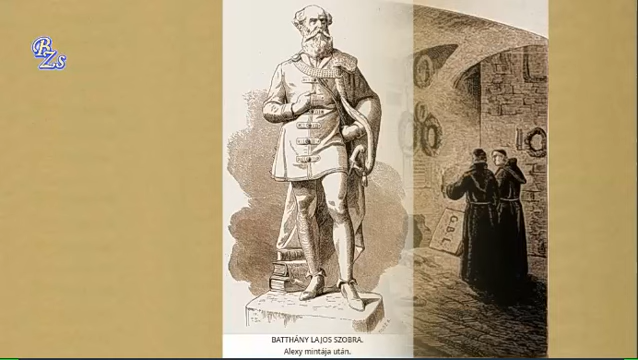 RZs
BATTHÁNY LAJOS SZOBRA.
Alexy mintája után.
G.B.L.